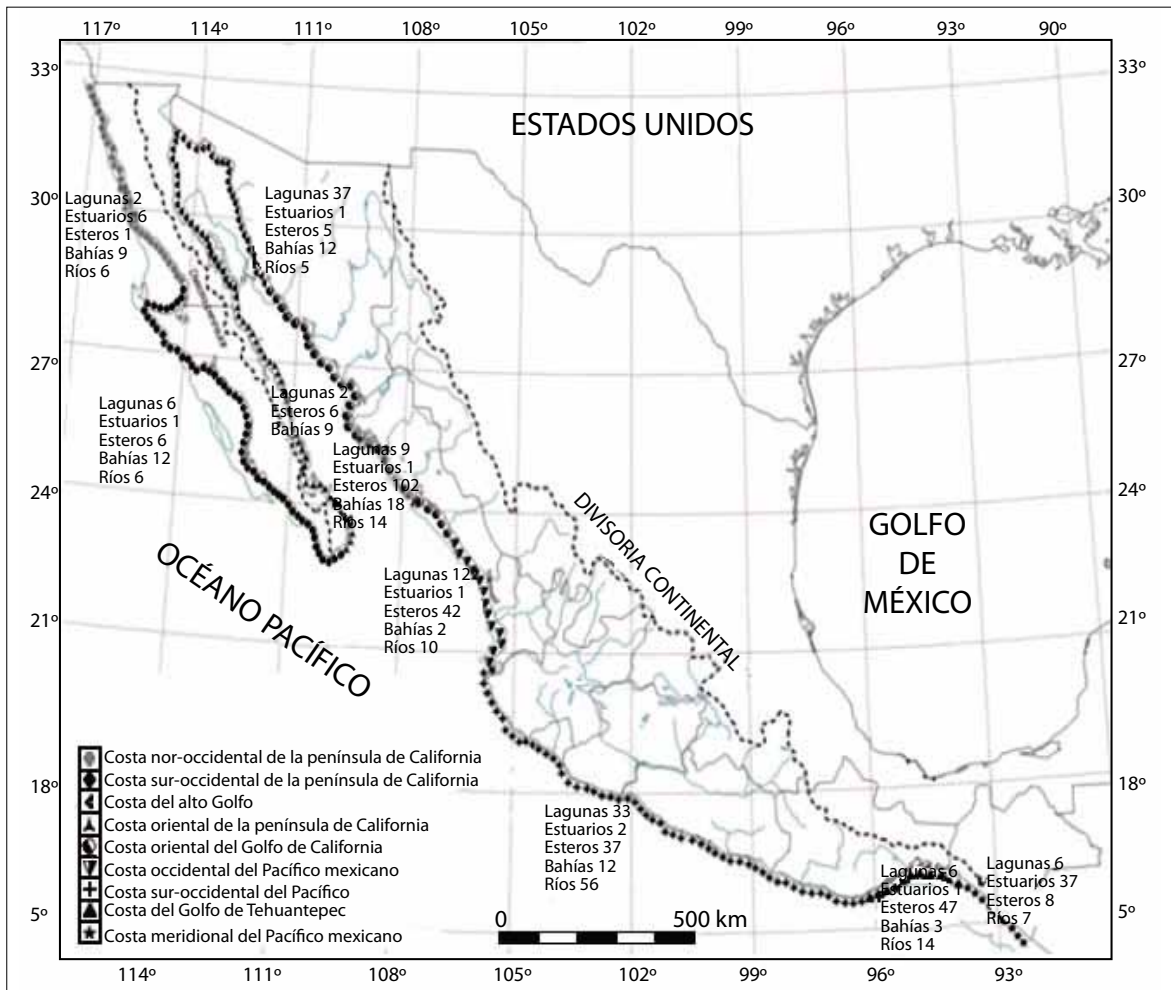 117º 114º 111º 108º 105º 102º 99º 96º 93º 90º
33º 33º
ESTADOS UNIDOS
30º 30º
Lagunas 2
Estuarios 6
Esteros 1
Bahías 9
Ríos 6
Lagunas 37
Estuarios 1
Esteros 5
Bahías 12
Ríos 5
27º 27º
Lagunas 6
Estuarios 1
Esteros 6
Bahías 12
Ríos 6
Lagunas 2
Esteros 6
Bahías 9
Lagunas 9
Estuarios 1
Esteros 102
Bahías 18
Ríos 14
24º 24º
DIVISORIA CONTINENTAL
GOLFO
DE
MÉXICO
OCÉANO PACÍFICO
Lagunas 12
Estuarios 1
Esteros 42
Bahías 2
Ríos 10
21º 21º
Costa nor-occidental de la península de California
Costa sur-occidental de la península de California
Costa del alto Golfo
Costa oriental de la península de California
Costa oriental del Golfo de California
Costa occidental del Pacífico mexicano
Costa sur-occidental del Pacífico
Costa del Golfo de Tehuantepec
Costa meridional del Pacífico mexicano
18º 18º
Lagunas 33
Estuarios 2
Esteros 37
Bahías 12
Ríos 56
Lagunas 6
Estuarios 1
Esteros 47
Bahías 3
Ríos 14
Lagunas 6
Estuarios 37
Esteros 8
Ríos 7
5º 5º
0 500 km
114º 111º 108º 105º 102º 99º 96º 93º